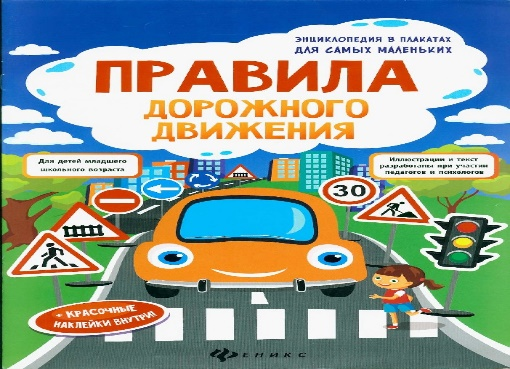 ЭНЦИКЛОПЕДИЯ В ПЛАКАТАХ
ДЛЯ САМЫХ МАЛЕНЬКИХ
ПРАВИЛА
ДОРОЖНОГО
ДВИЖЕНИЯ
Для детей младшего
школьного возраста
Иллюстрации и текст
разработаны при участии
педагогов и психологов
30
+ КРАСОЧНЫЕ
НАКЛЕЙКИ ВНУТРИ!
ФЕНИКС